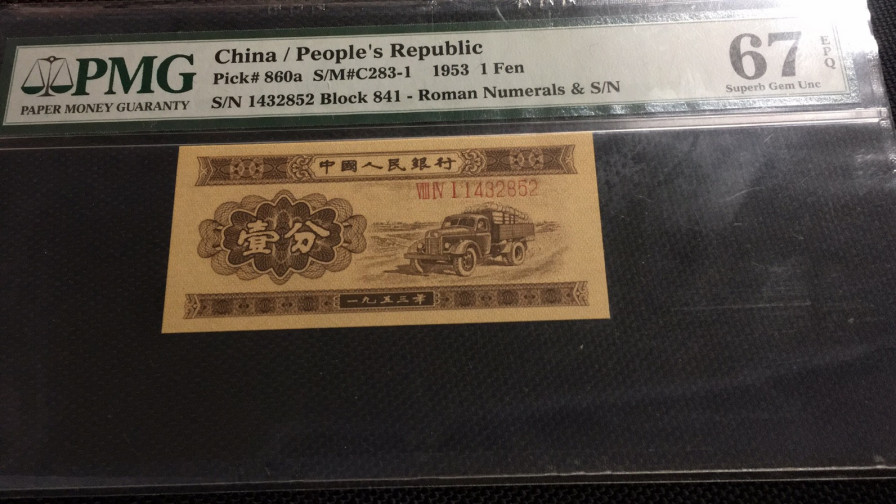 PMG
PAPER MONEY GUARANTY
China / People's Republic
Pick# 860a S/M#C283-1 1953 1 Fen
S/N 1432852 Block 841 - Roman Numerals & S/N
67
EPQ
Superb Gem Unc
中國人民銀行
VIII IV I 1432852
壹分
一九五三年